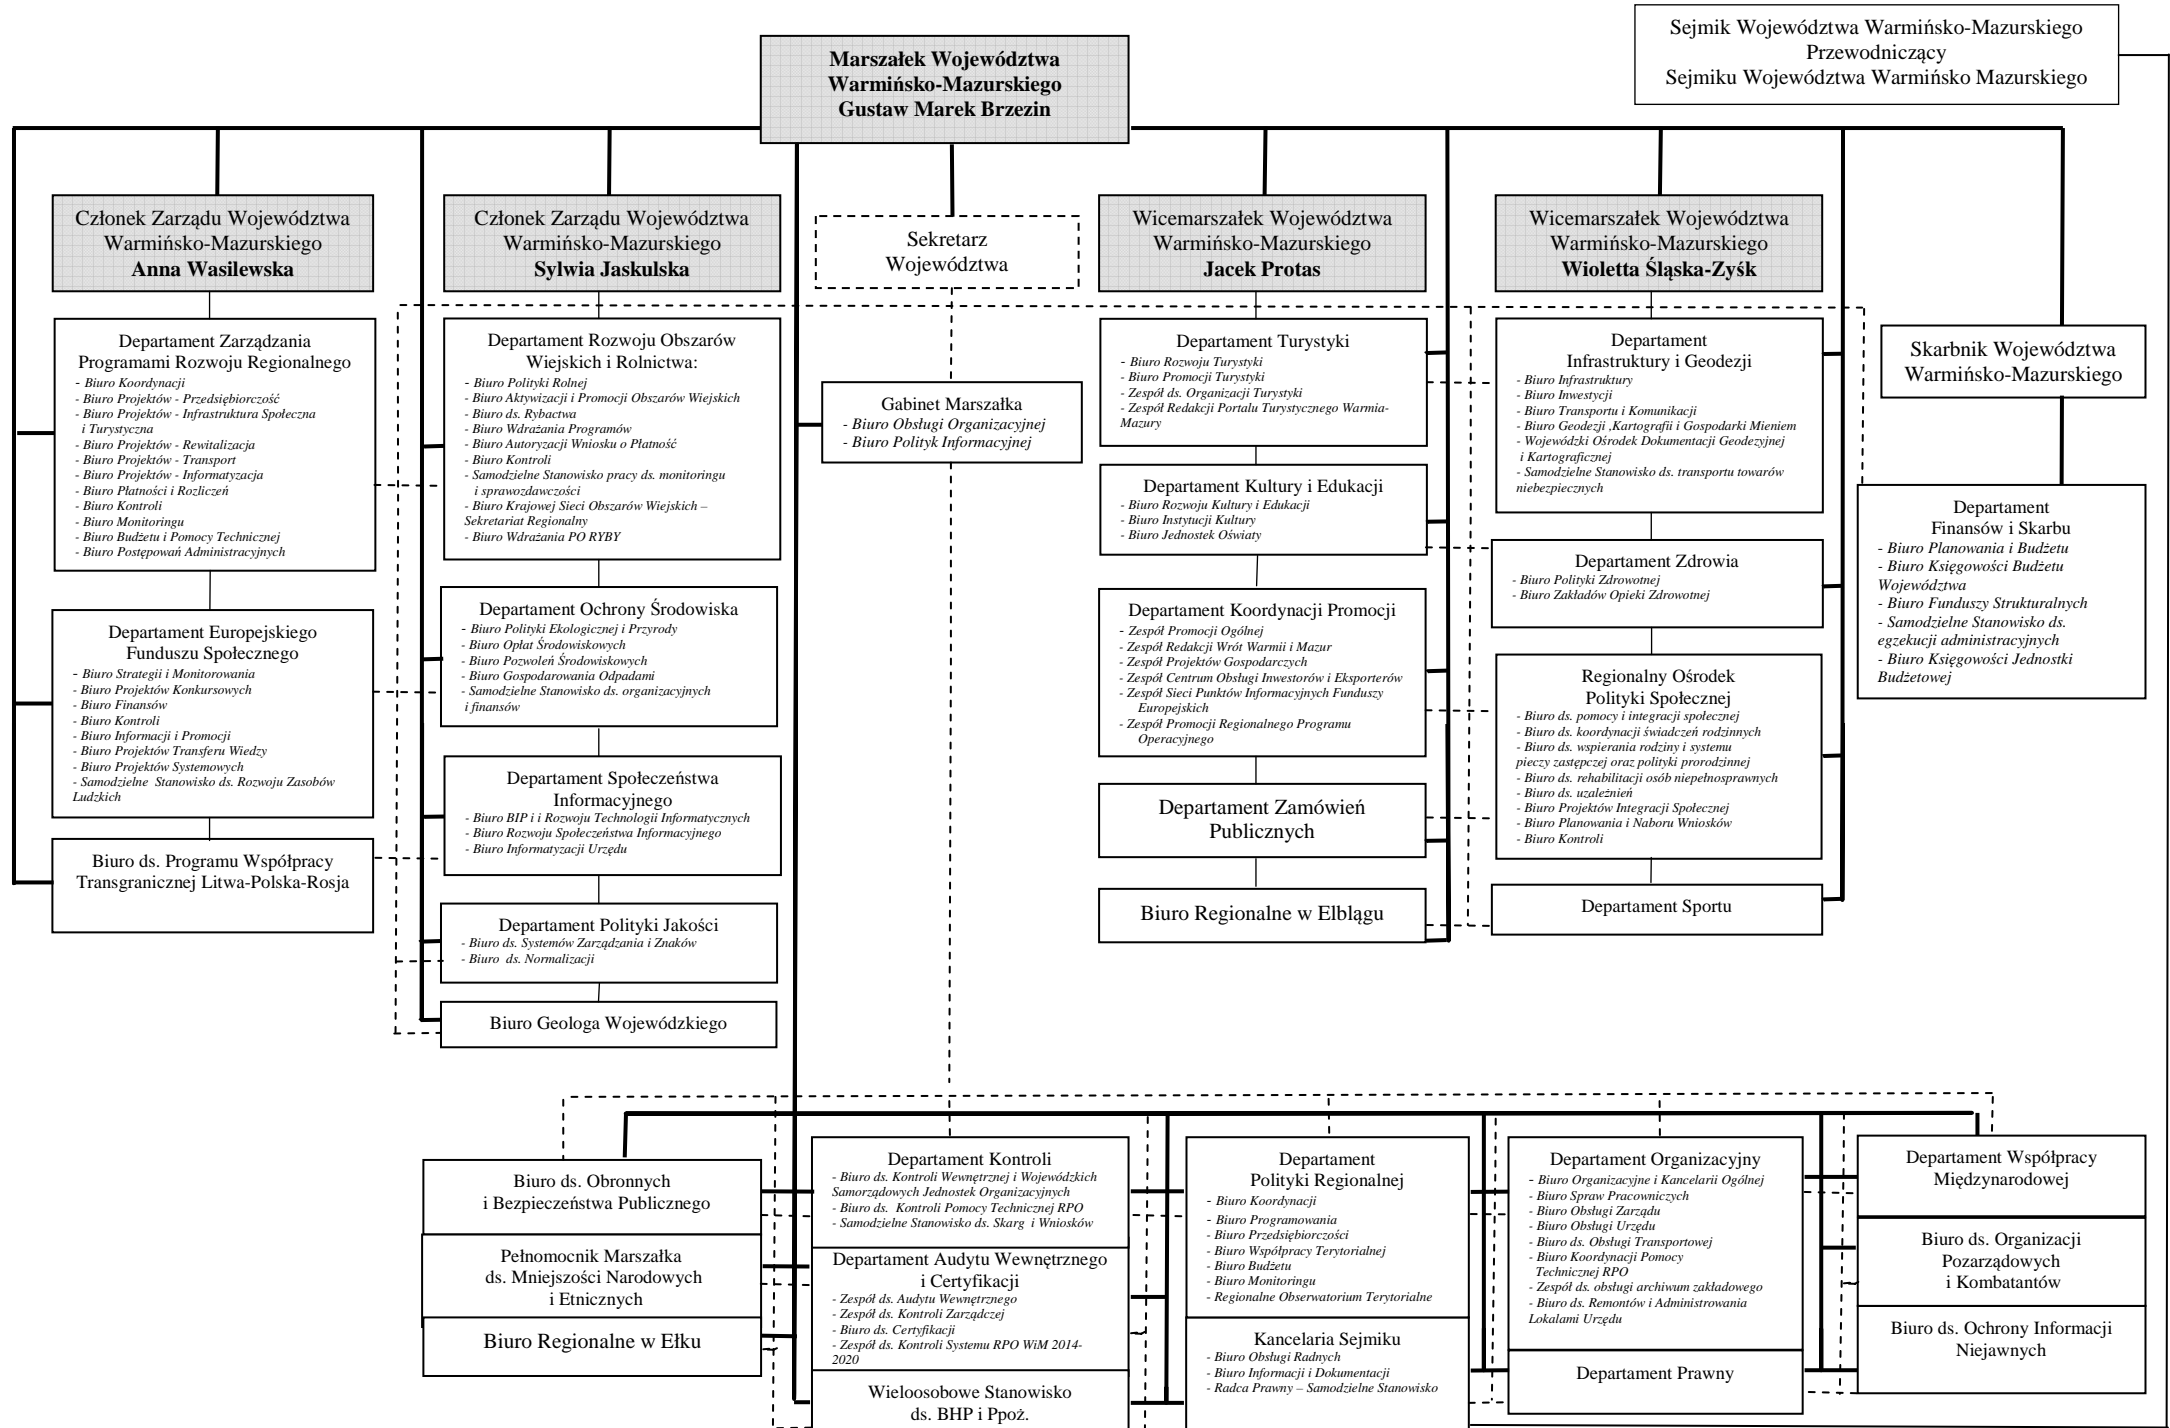 Sejmik Województwa Warmińsko-Mazurskiego
Przewodniczący
Sejmiku Województwa Warmińsko Mazurskiego
Marszałek Województwa
Warmińsko-Mazurskiego
Gustaw Marek Brzezin
Członek Zarządu Województwa
Warmińsko-Mazurskiego
Anna Wasilewska
Członek Zarządu Województwa
Warmińsko-Mazurskiego
Sylwia Jaskulska
Sekretarz
Województwa
Wicemarszałek Województwa
Warmińsko-Mazurskiego
Jacek Protas
Wicemarszałek Województwa
Warmińsko-Mazurskiego
Wioletta Śląska-Zyśk
Departament Zarządzania
Programami Rozwoju Regionalnego
- Biuro Koordynacji
- Biuro Projektów - Przedsiębiorczość
- Biuro Projektów - Infrastruktura Społeczna
i Turystyczna
- Biuro Projektów - Rewitalizacja
- Biuro Projektów - Transport
- Biuro Projektów - Informatyzacja
- Biuro Płatności i Rozliczeń
- Biuro Kontroli
- Biuro Monitoringu
- Biuro Budżetu i Pomocy Technicznej
- Biuro Postępowań Administracyjnych
Departament Europejskiego
Funduszu Społecznego
- Biuro Strategii i Monitorowania
- Biuro Projektów Konkursowych
- Biuro Finansów
- Biuro Kontroli
- Biuro Informacji i Promocji
- Biuro Projektów Transferu Wiedzy
- Biuro Projektów Systemowych
- Samodzielne Stanowisko ds. Rozwoju Zasobów
Ludzkich
Biuro ds. Programu Współpracy
Transgranicznej Litwa-Polska-Rosja
Departament Rozwoju Obszarów
Wiejskich i Rolnictwa:
- Biuro Polityki Rolnej
- Biuro Aktywizacji i Promocji Obszarów Wiejskich
- Biuro ds. Rybactwa
- Biuro Wdrażania Programów
- Biuro Autoryzacji Wniosku o Płatność
- Biuro Kontroli
- Samodzielne Stanowisko pracy ds. monitoringu
i sprawozdawczości
- Biuro Krajowej Sieci Obszarów Wiejskich –
Sekretariat Regionalny
- Biuro Wdrażania PO RYBY
Departament Ochrony Środowiska
- Biuro Polityki Ekologicznej i Przyrody
- Biuro Opłat Środowiskowych
- Biuro Pozwoleń Środowiskowych
- Biuro Gospodarowania Odpadami
- Samodzielne Stanowisko ds. organizacyjnych
i finansów
Departament Społeczeństwa
Informacyjnego
- Biuro BIP i i Rozwoju Technologii Informatycznych
- Biuro Rozwoju Społeczeństwa Informacyjnego
- Biuro Informatyzacji Urzędu
Departament Polityki Jakości
- Biuro ds. Systemów Zarządzania i Znaków
- Biuro ds. Normalizacji
Biuro Geologa Wojewódzkiego
Gabinet Marszałka
- Biuro Obsługi Organizacyjnej
- Biuro Polityk Informacyjnej
Departament Turystyki
- Biuro Rozwoju Turystyki
- Biuro Promocji Turystyki
- Zespół ds. Organizacji Turystyki
- Zespół Redakcji Portalu Turystycznego Warmia-
Mazury
Departament Kultury i Edukacji
- Biuro Rozwoju Kultury i Edukacji
- Biuro Instytucji Kultury
- Biuro Jednostek Oświaty
Departament Koordynacji Promocji
- Zespół Promocji Ogólnej
- Zespół Redakcji Wrót Warmii i Mazur
- Zespół Projektów Gospodarczych
- Zespół Centrum Obsługi Inwestorów i Eksporterów
- Zespół Sieci Punktów Informacyjnych Funduszy
Europejskich
- Zespół Promocji Regionalnego Programu
Operacyjnego
Departament Zamówień
Publicznych
Biuro Regionalne w Elblągu
Departament
Infrastruktury i Geodezji
- Biuro Infrastruktury
- Biuro Inwestycji
- Biuro Transportu i Komunikacji
- Biuro Geodezji ,Kartografii i Gospodarki Mieniem
- Wojewódzki Ośrodek Dokumentacji Geodezyjnej
i Kartograficznej
- Samodzielne Stanowisko ds. transportu towarów
niebezpiecznych
Departament Zdrowia
- Biuro Polityki Zdrowotnej
- Biuro Zakładów Opieki Zdrowotnej
Regionalny Ośrodek
Polityki Społecznej
- Biuro ds. pomocy i integracji społecznej
- Biuro ds. koordynacji świadczeń rodzinnych
- Biuro ds. wspierania rodziny i systemu
pieczy zastępczej oraz polityki prorodzinnej
- Biuro ds. rehabilitacji osób niepełnosprawnych
- Biuro ds. uzależnień
- Biuro Projektów Integracji Społecznej
- Biuro Planowania i Naboru Wniosków
- Biuro Kontroli
Departament Sportu
Skarbnik Województwa
Warmińsko-Mazurskiego
Departament
Finansów i Skarbu
- Biuro Planowania i Budżetu
- Biuro Księgowości Budżetu
Województwa
- Biuro Funduszy Strukturalnych
- Samodzielne Stanowisko ds.
egzekucji administracyjnych
- Biuro Księgowości Jednostki
Budżetowej
Biuro ds. Obronnych
i Bezpieczeństwa Publicznego
Pełnomocnik Marszałka
ds. Mniejszości Narodowych
i Etnicznych
Biuro Regionalne w Ełku
Departament Kontroli
- Biuro ds. Kontroli Wewnętrznej i Wojewódzkich
Samorządowych Jednostek Organizacyjnych
- Biuro ds. Kontroli Pomocy Technicznej RPO
- Samodzielne Stanowisko ds. Skarg i Wniosków
Departament Audytu Wewnętrznego
i Certyfikacji
- Zespół ds. Audytu Wewnętrznego
- Zespół ds. Kontroli Zarządczej
- Biuro ds. Certyfikacji
- Zespół ds. Kontroli Systemu RPO WiM 2014-
2020
Wieloosobowe Stanowisko
ds. BHP i Ppoż.
Departament
Polityki Regionalnej
- Biuro Koordynacji
- Biuro Programowania
- Biuro Przedsiębiorczości
- Biuro Współpracy Terytorialnej
- Biuro Budżetu
- Biuro Monitoringu
- Regionalne Obserwatorium Terytorialne
Kancelaria Sejmiku
- Biuro Obsługi Radnych
- Biuro Informacji i Dokumentacji
- Radca Prawny – Samodzielne Stanowisko
Departament Organizacyjny
- Biuro Organizacyjne i Kancelarii Ogólnej
- Biuro Spraw Pracowniczych
- Biuro Obsługi Zarządu
- Biuro Obsługi Urzędu
- Biuro ds. Obsługi Transportowej
- Biuro Koordynacji Pomocy
Technicznej RPO
- Zespół ds. obsługi archiwum zakładowego
- Biuro ds. Remontów i Administrowania
Lokalami Urzędu
Departament Prawny
Departament Współpracy
Międzynarodowej
Biuro ds. Organizacji
Pozarządowych
i Kombatantów
Biuro ds. Ochrony Informacji
Niejawnych